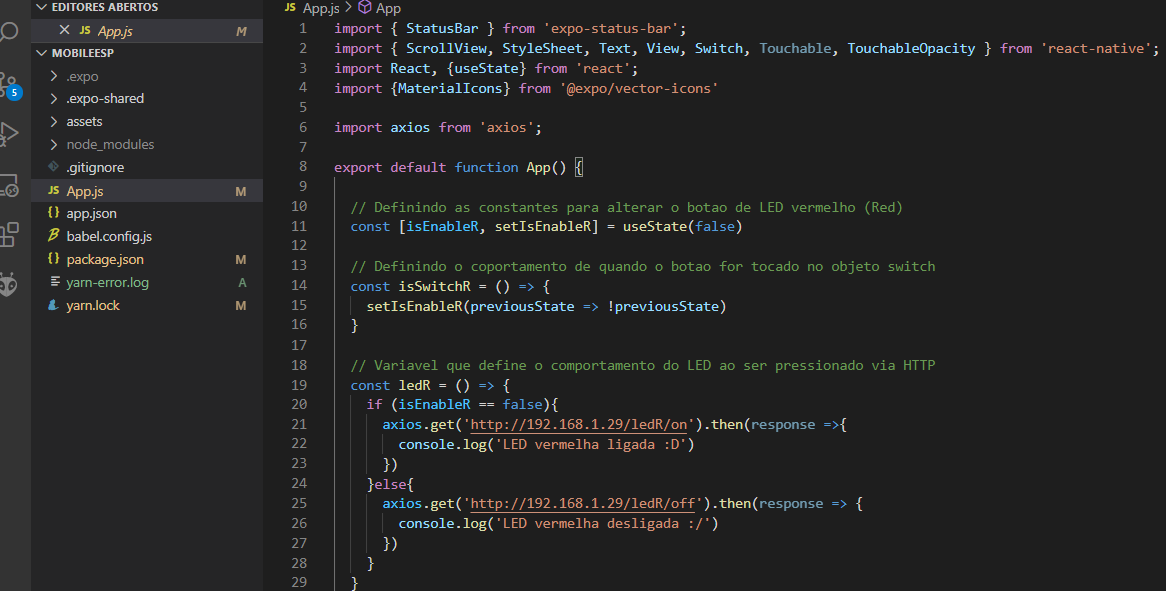 EDITORES ABERTOS
JS App.js M
MOBILEESP
.expo
.expo-shared
assets
node_modules
.gitignore
JS App.js M
{} app.json
babel.config.js
{} package.json M
yarn-error.log A
yarn.lock M
5
JS App.js > App
1 import { StatusBar } from 'expo-status-bar';
2 import { ScrollView, StyleSheet, Text, View, Switch, Touchable, TouchableOpacity } from 'react-native';
3 import React, {useState} from 'react';
4 import {MaterialIcons} from '@expo/vector-icons'
5
6 import axios from 'axios';
7
8 export default function App() {
9
10 // Definindo as constantes para alterar o botao de LED vermelho (Red)
11 const [isEnableR, setIsEnableR] = useState(false)
12
13 // Definindo o coportamento de quando o botao for tocado no objeto switch
14 const isSwitchR = () => {
15 setIsEnableR(previousState => !previousState)
16 }
17
18 // Variavel que define o comportamento do LED ao ser pressionado via HTTP
19 const ledR = () => {
20 if (isEnableR == false){
21 axios.get('http://192.168.1.29/ledR/on').then(response =>{
22 console.log('LED vermelha ligada :D')
23 })
24 }else{
25 axios.get('http://192.168.1.29/ledR/off').then(response => {
26 console.log('LED vermelha desligada :/')
27 })
28 }
29 }